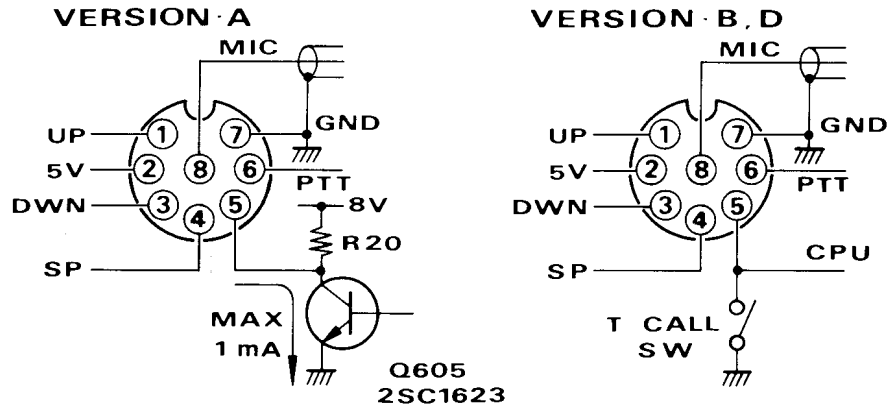 VERSION·A
MIC
GND
UP
1
7
5V
2
8
6
PTT
DWN
3
4
5
8V
R20
SP
MAX
1mA
Q605
2SC1623
VERSION·B,D
MIC
GND
UP
1
7
5V
2
8
6
PTT
DWN
3
4
5
SP
CPU
T CALL
SW